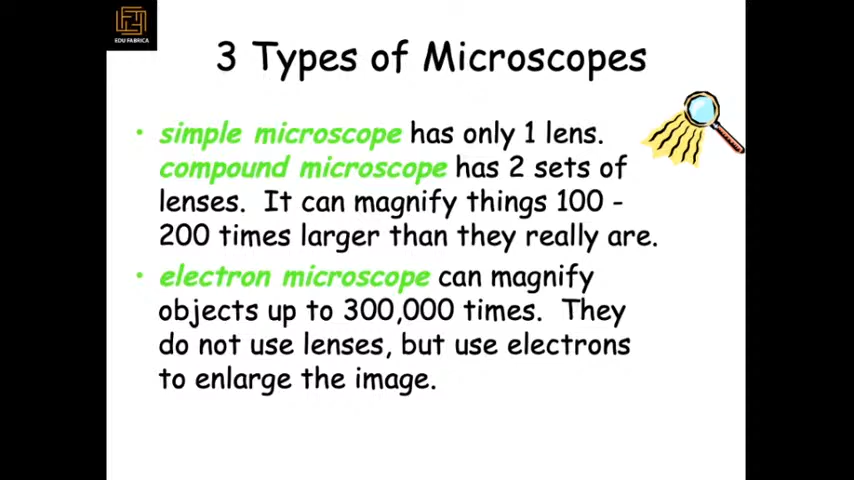 EDU FABRICA
3 Types of Microscopes
• simple microscope has only 1 lens.
compound microscope has 2 sets of
lenses. It can magnify things 100 -
200 times larger than they really are.
• electron microscope can magnify
objects up to 300,000 times. They
do not use lenses, but use electrons
to enlarge the image.